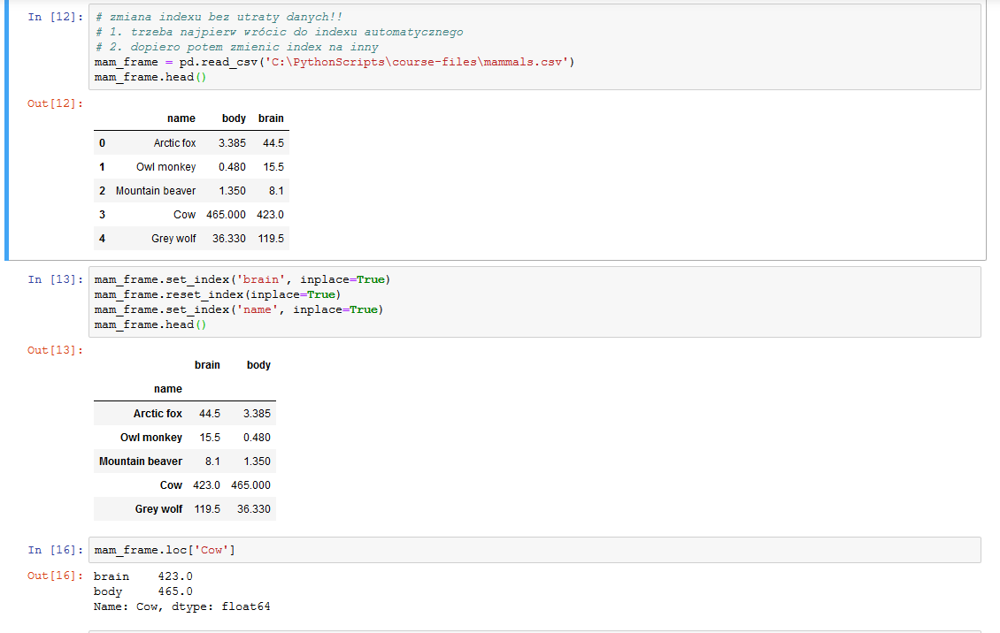 In [12]: # zmiana indexu bez utraty danych!!
# 1. trzeba najpierw wrócic do indexu automatycznego
# 2. dopiero potem zmienic index na inny
mam_frame = pd.read_csv('C:\PythonScripts\course-files\mammals.csv')
mam_frame.head()
Out[12]:
name body brain
0 Arctic fox 3.385 44.5
1 Owl monkey 0.480 15.5
2 Mountain beaver 1.350 8.1
3 Cow 465.000 423.0
4 Grey wolf 36.330 119.5
In [13]: mam_frame.set_index('brain', inplace=True)
mam_frame.reset_index(inplace=True)
mam_frame.set_index('name', inplace=True)
mam_frame.head()
Out[13]:
brain body
name
Arctic fox 44.5 3.385
Owl monkey 15.5 0.480
Mountain beaver 8.1 1.350
Cow 423.0 465.000
Grey wolf 119.5 36.330
In [16]: mam_frame.loc['Cow']
Out[16]: brain 423.0
body 465.0
Name: Cow, dtype: float64